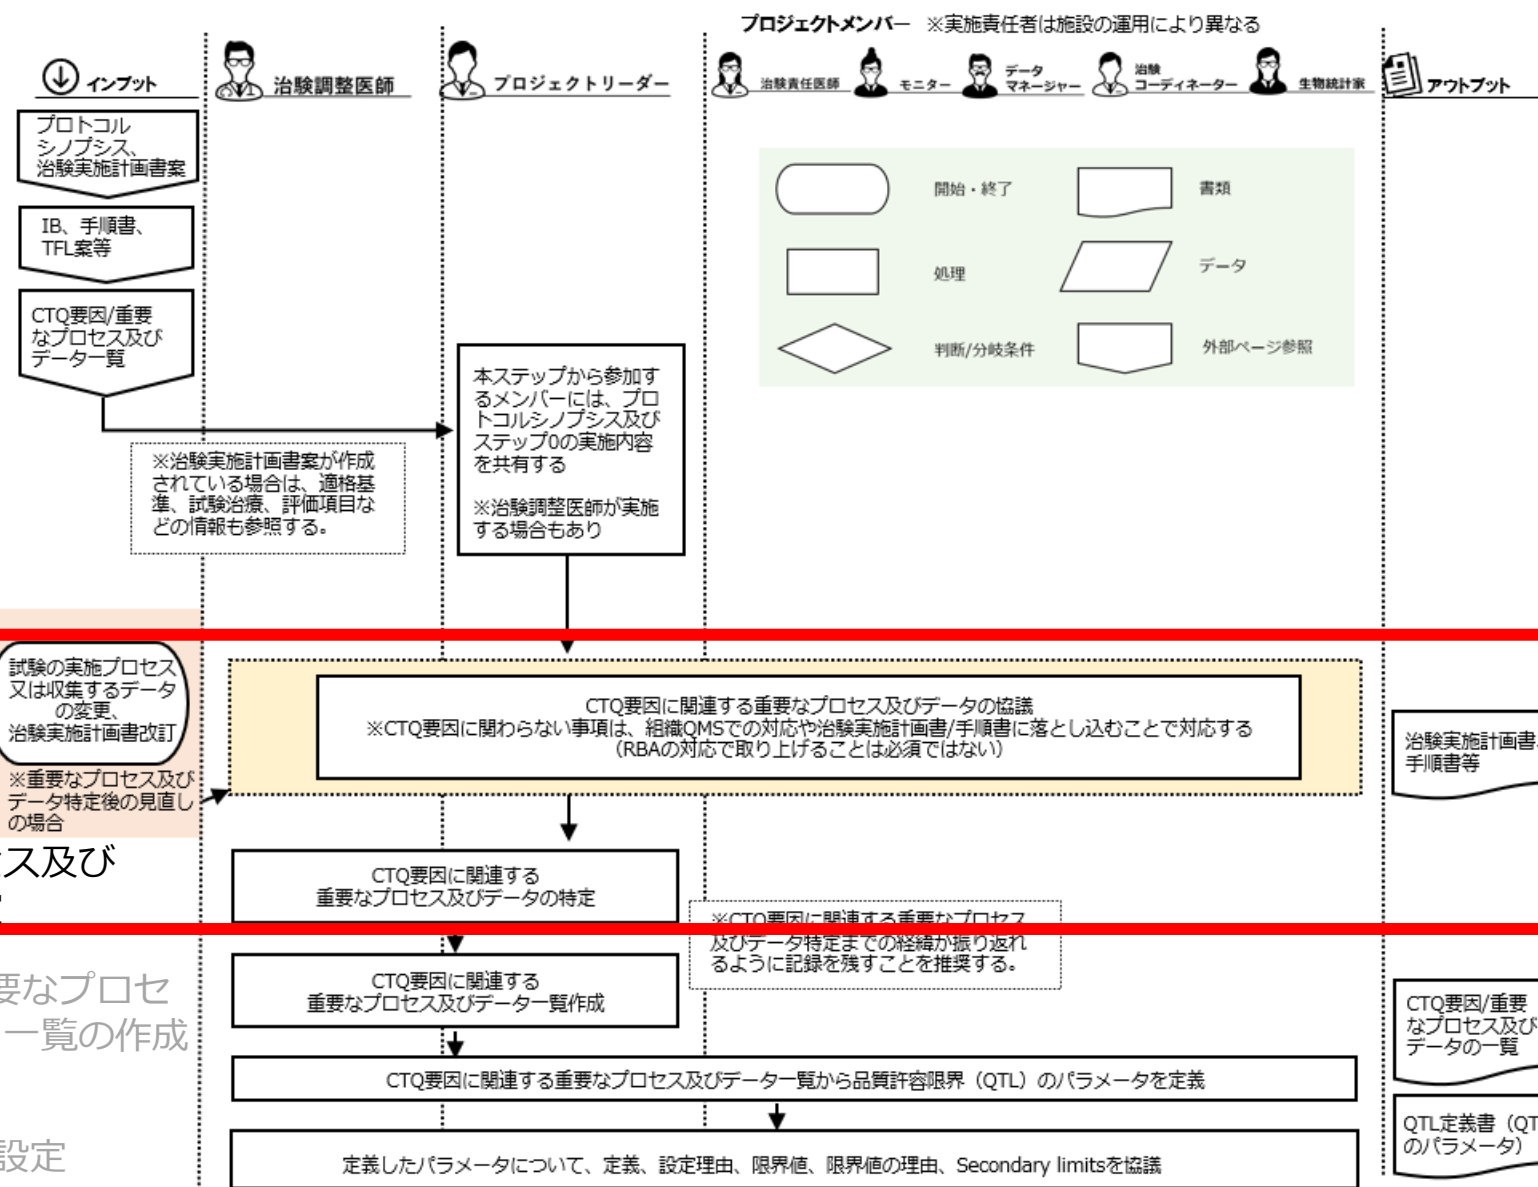 プロジェクトメンバー ※実施責任者は施設の運用により異なる
インプット
治験調整医師
プロジェクトリーダー
治験責任医師
モニター
データ
マネージャー
治験
コーディネーター
生物統計家
アウトプット
プロトコル
シノプシス、
治験実施計画書案
IB、手順書、
TFL案等
CTQ要因/重要
なプロセス及び
データ一覧
開始・終了
書類
処理
データ
判断/分岐条件
外部ページ参照
本ステップから参加す
るメンバーには、プロ
トコルシノプシス及び
ステップ0の実施内容
を共有する
※治験調整医師が実施
する場合もあり
※治験実施計画書案が作成
されている場合は、適格基
準、試験治療、評価項目な
どの情報も参照する。
試験の実施プロセス
又は収集するデータ
の変更、
治験実施計画書改訂
※重要なプロセス及び
データ特定後の見直し
の場合
CTQ要因に関連する重要なプロセス及びデータの協議
※CTQ要因に関わらない事項は、組織QMSでの対応や治験実施計画書/手順書に落とし込むことで対応する
（RBAの対応で取り上げることは必須ではない）
治験実施計画書
手順書等
ス及び
CTQ要因に関連する
重要なプロセス及びデータの特定
※CTQ要因に関連する重要なプロセス
及びデータ特定までの経緯が振り返れ
るように記録を残すことを推奨する。
要なプロセ
一覧の作成
CTQ要因に関連する
重要なプロセス及びデータ一覧作成
CTQ要因/重要
なプロセス及び
データの一覧
CTQ要因に関連する重要なプロセス及びデータ一覧から品質許容限界（QTL）のパラメータを定義
QTL定義書（QT
のパラメータ）
設定
定義したパラメータについて、定義、設定理由、限界値、限界値の理由、Secondary limitsを協議